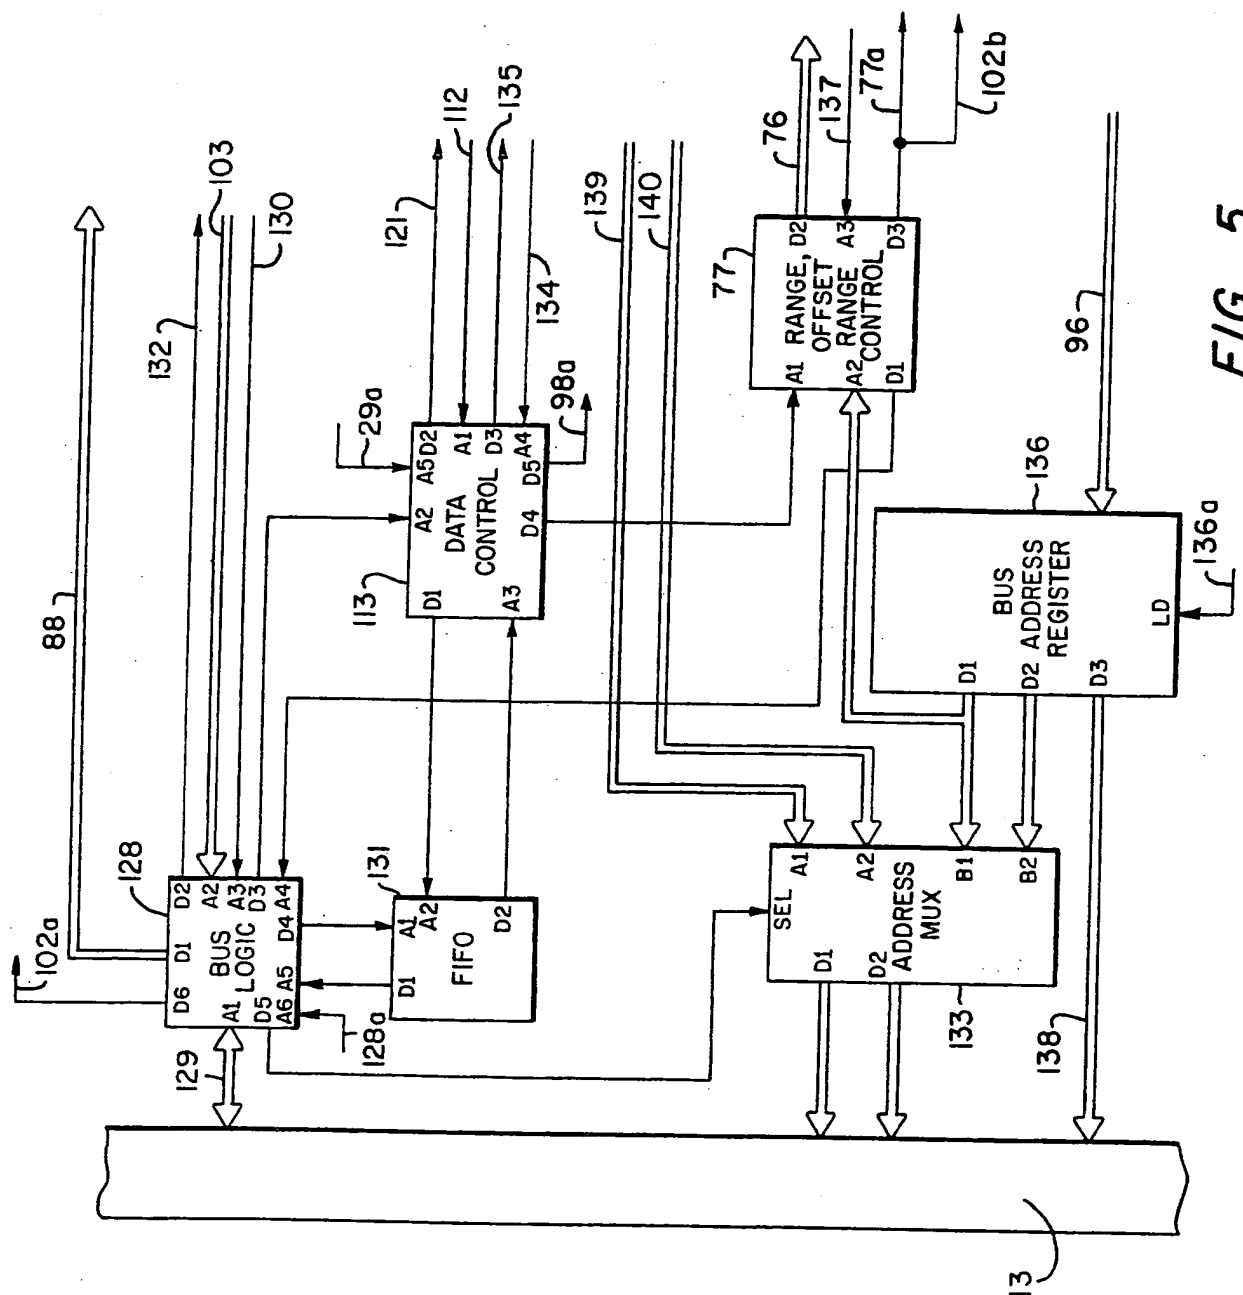 88
132
103
130
102a
128
D6
D1
D2
A2
A3
D3
A4
D4
A5
A6
D5
A1
BUS
LOGIC
129
128a
131
A1
A2
D1
D2
FIFO
29a
121
112
135
134
98a
113
A5
D2
A1
D3
A4
D5
D4
A2
D1
A3
DATA
CONTROL
139
140
76
137
77a
102b
77
A1
RANGE,
OFFSET
RANGE
CONTROL
D2
A3
D3
A2
D1
SEL
A1
A2
B1
B2
D1
D2
ADDRESS
MUX
133
138
96
136
136a
BUS
ADDRESS
REGISTER
D1
D2
D3
LD
13
FIG. 5